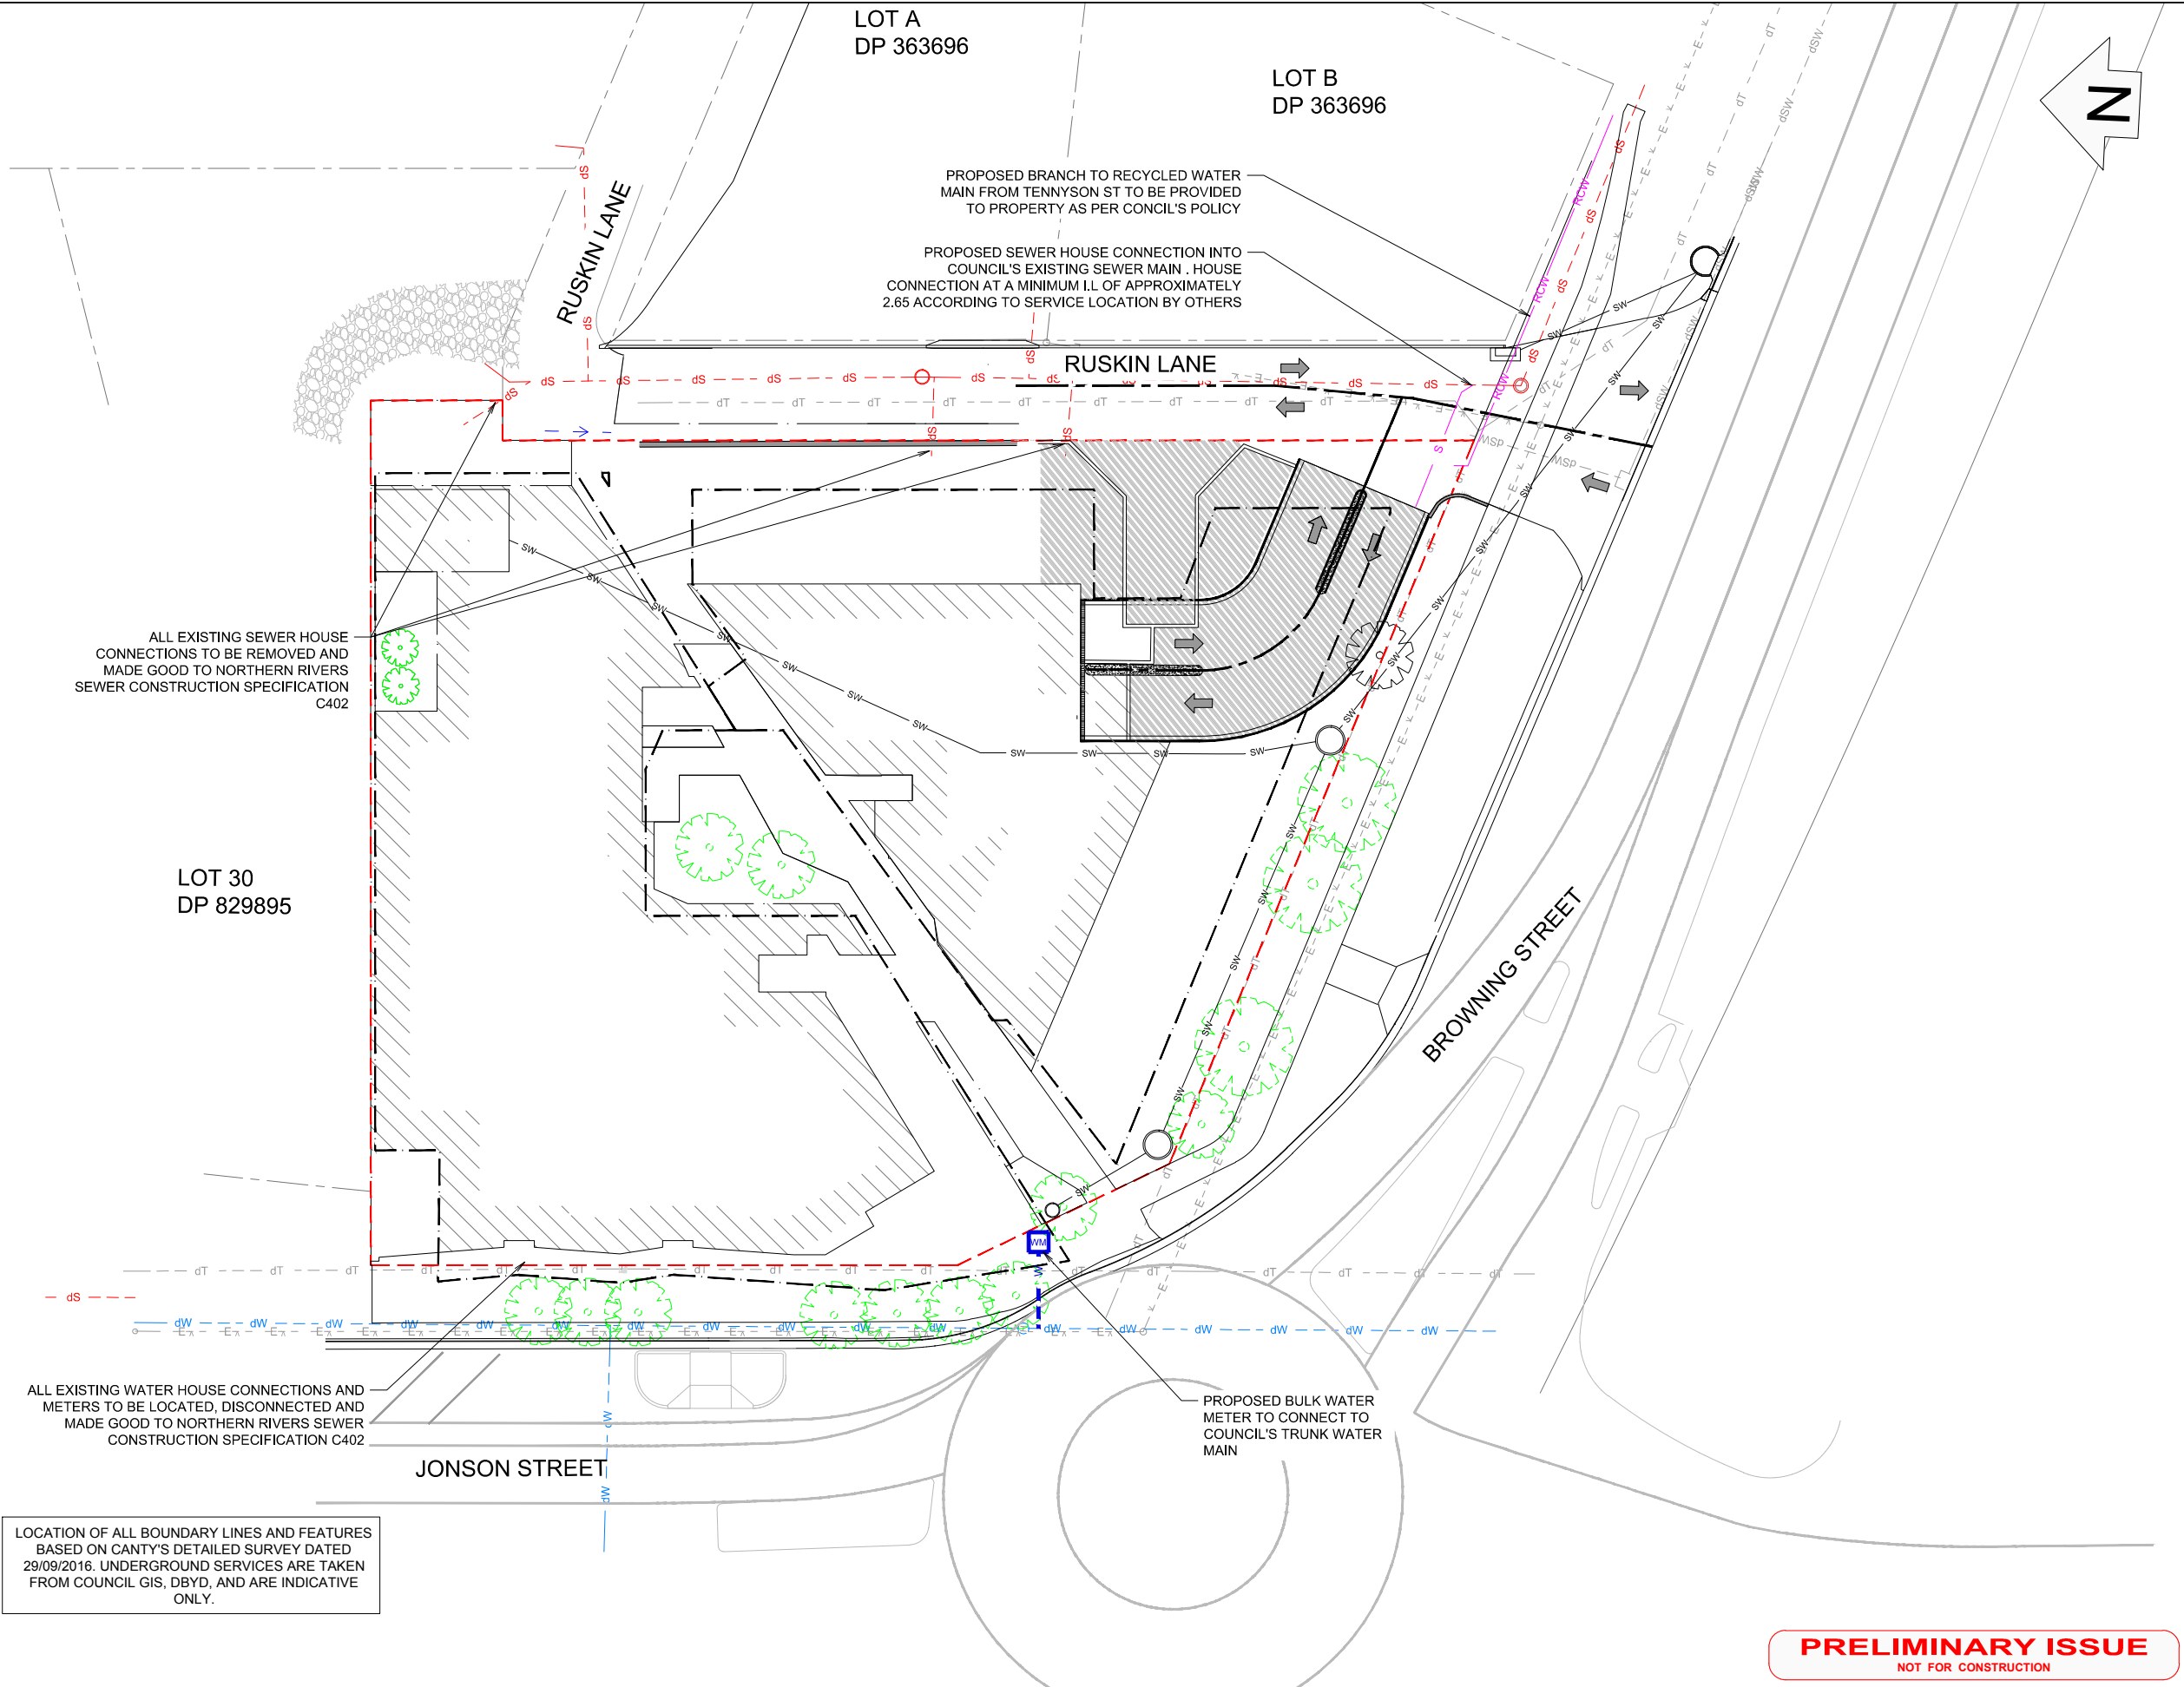 LOT A
DP 363696
LOT B
DP 363696
N
PROPOSED BRANCH TO RECYCLED WATER
MAIN FROM TENNYSON ST TO BE PROVIDED
TO PROPERTY AS PER CONCIL'S POLICY
PROPOSED SEWER HOUSE CONNECTION INTO
COUNCIL'S EXISTING SEWER MAIN . HOUSE
CONNECTION AT A MINIMUM I.L OF APPROXIMATELY
2.65 ACCORDING TO SERVICE LOCATION BY OTHERS
RUSKIN LANE
RUSKIN LANE
ALL EXISTING SEWER HOUSE
CONNECTIONS TO BE REMOVED AND
MADE GOOD TO NORTHERN RIVERS
SEWER CONSTRUCTION SPECIFICATION
C402
LOT 30
DP 829895
BROWNING STREET
WM
ALL EXISTING WATER HOUSE CONNECTIONS AND
METERS TO BE LOCATED, DISCONNECTED AND
MADE GOOD TO NORTHERN RIVERS SEWER
CONSTRUCTION SPECIFICATION C402
PROPOSED BULK WATER
METER TO CONNECT TO
COUNCIL'S TRUNK WATER
MAIN
JONSON STREET
LOCATION OF ALL BOUNDARY LINES AND FEATURES
BASED ON CANTY'S DETAILED SURVEY DATED
29/09/2016. UNDERGROUND SERVICES ARE TAKEN
FROM COUNCIL GIS, DBYD, AND ARE INDICATIVE
ONLY.
PRELIMINARY ISSUE
NOT FOR CONSTRUCTION